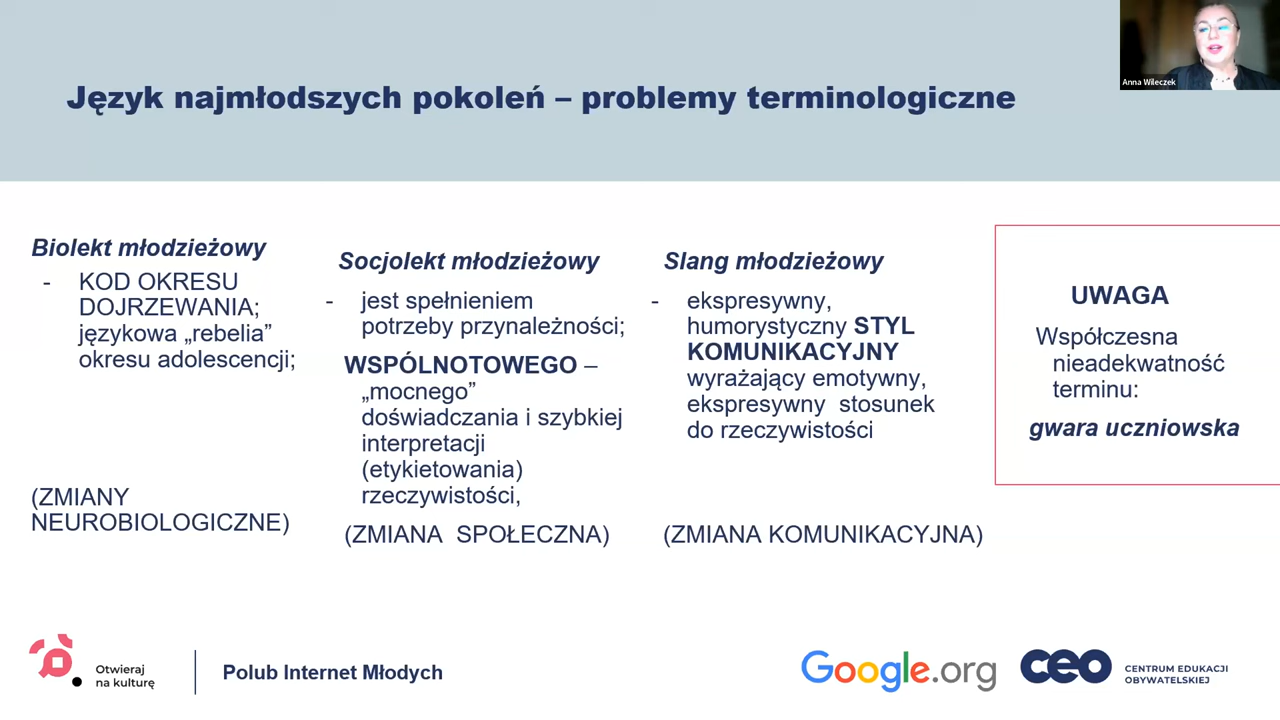 Język najmłodszych pokoleń – problemy terminologiczne
Anna Wileczek
Biolekt młodzieżowy
- KOD OKRESU
DOJRZEWANIA;
językowa „rebelia”
okresu adolescencji;
(ZMIANY
NEUROBIOLOGICZNE)
Socjolekt młodzieżowy
- jest spełnieniem
potrzeby przynależności;
WSPÓLNOTOWEGO –
„mocnego”
doświadczania i szybkiej
interpretacji
(etykietowania)
rzeczywistości,
(ZMIANA SPOŁECZNA)
Slang młodzieżowy
- ekspresywny,
humorystyczny STYL
KOMUNIKACYJNY
wyrażający emotywny,
ekspresywny stosunek
do rzeczywistości
(ZMIANA KOMUNIKACYJNA)
UWAGA
Współczesna
nieadekwatność
terminu:
gwara uczniowska
Otwieraj
na kulturę
Polub Internet Młodych
Google.org
ceo
CENTRUM EDUKACJI
OBYWATELSKIEJ